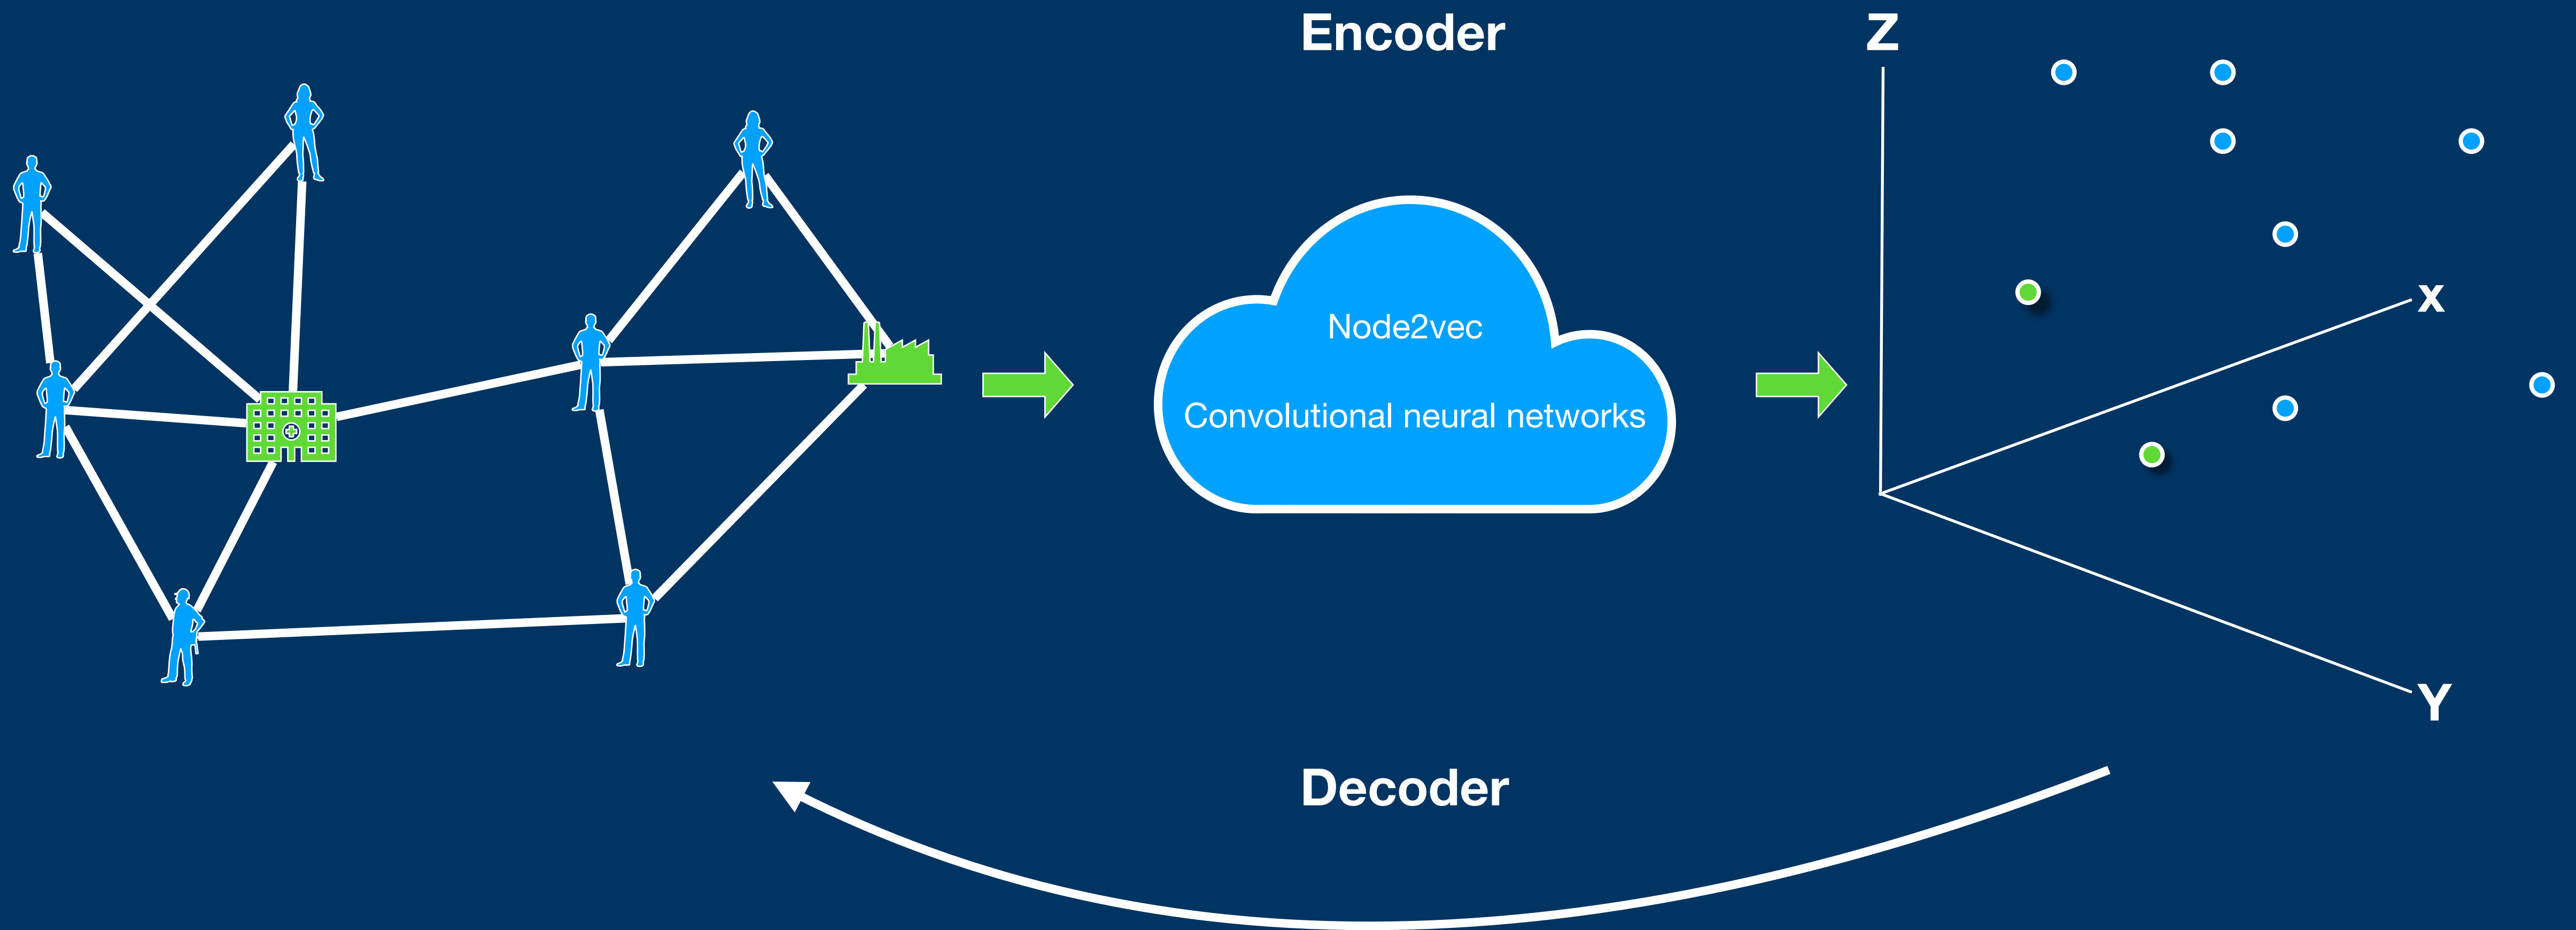 Encoder
Node2vec
Convolutional neural networks
Z
X
Y
Decoder